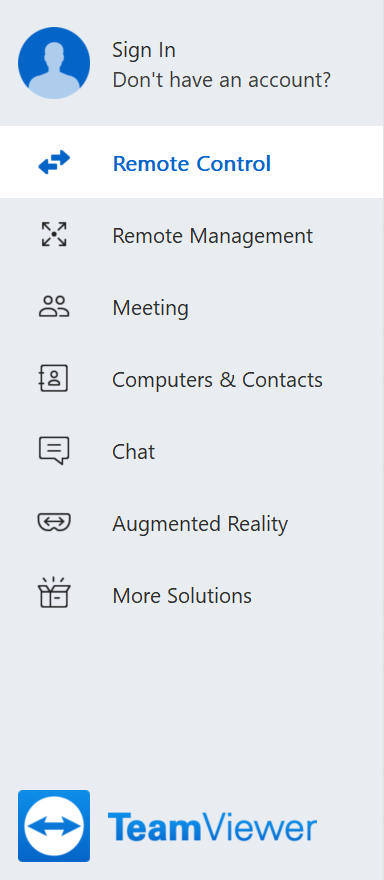 Sign In
Don't have an account?
Remote Control
Remote Management
Meeting
Computers & Contacts
Chat
Augmented Reality
More Solutions
TeamViewer